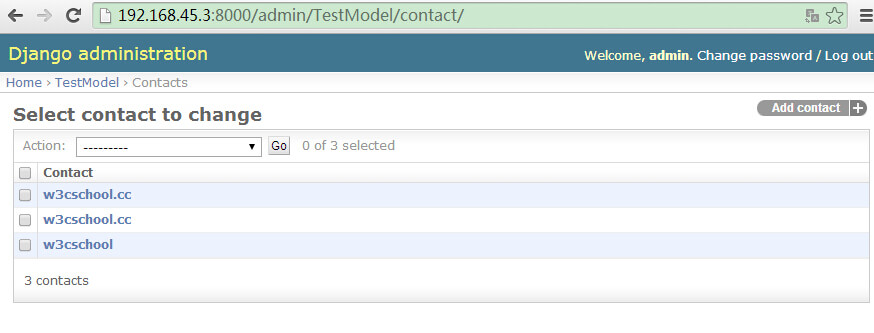 192.168.45.3:8000/admin/TestModel/contact/
Django administration
Welcome, admin. Change password / Log out
Home › TestModel › Contacts
Select contact to change
Add contact +
Action: --------- Go 0 of 3 selected
Contact
w3cschool.cc
w3cschool.cc
w3cschool
3 contacts